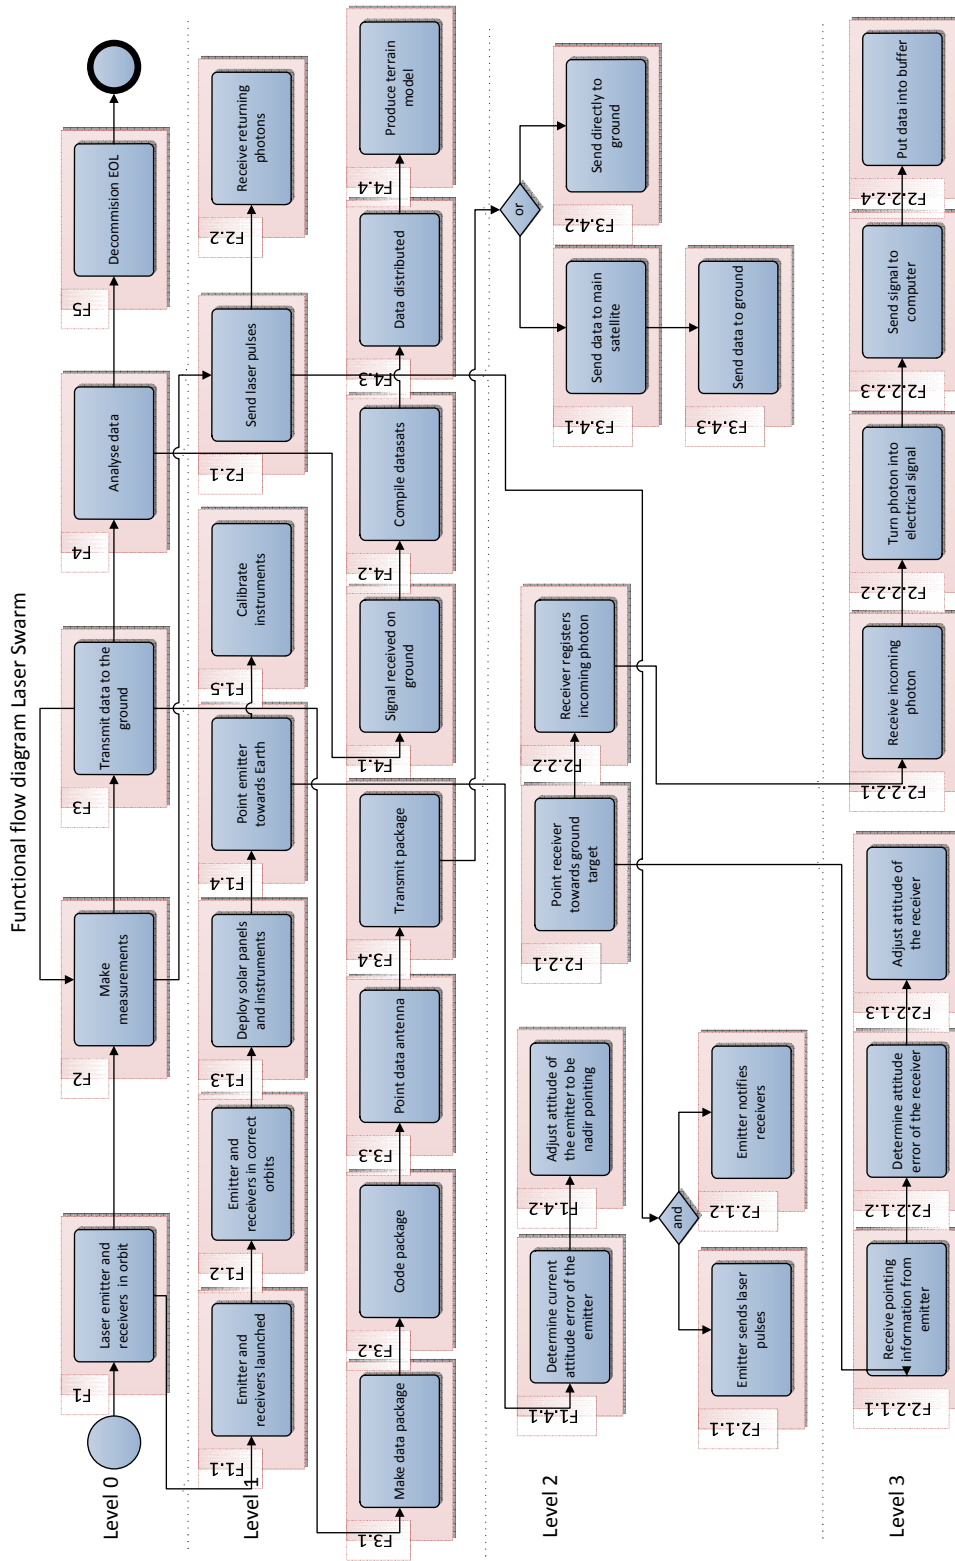 Functional flow diagram Laser Swarm
Level 0
F1
Laser emitter and
receivers in orbit
F2
Make
measurements
F3
Transmit data to the
ground
F4
Analyse data
F5
Decommision EOL
Level 1
F1.1
Emitter and
receivers launched
F1.2
Emitter and
receivers in correct
orbits
F1.3
Deploy solar panels
and instruments
F1.4
Point emitter
towards Earth
F1.5
Calibrate
instruments
F2.1
Send laser pulses
F2.2
Receive returning
photons
F3.1
Make data package
F3.2
Code package
F3.3
Point data antenna
F3.4
Transmit package
F4.1
Signal received on
ground
F4.2
Compile datasats
F4.3
Data distributed
F4.4
Produce terrain
model
Level 2
F1.4.1
Determine current
attitude error of the
emitter
F1.4.2
Adjust attitude of
the emitter to be
nadir pointing
F2.2.1
Point receiver
towards ground
target
F2.2.2
Receiver registers
incoming photon
or
F3.4.1
Send data to main
satellite
F3.4.2
Send directly to
ground
F3.4.3
Send data to ground
and
F2.1.1
Emitter sends laser
pulses
F2.1.2
Emitter notifies
receivers
Level 3
F2.2.1.1
Receive pointing
information from
emitter
F2.2.1.2
Determine attitude
error of the receiver
F2.2.1.3
Adjust attitude of
the receiver
F2.2.2.1
Receive incoming
photon
F2.2.2.2
Turn photon into
electrical signal
F2.2.2.3
Send signal to
computer
F2.2.2.4
Put data into buffer